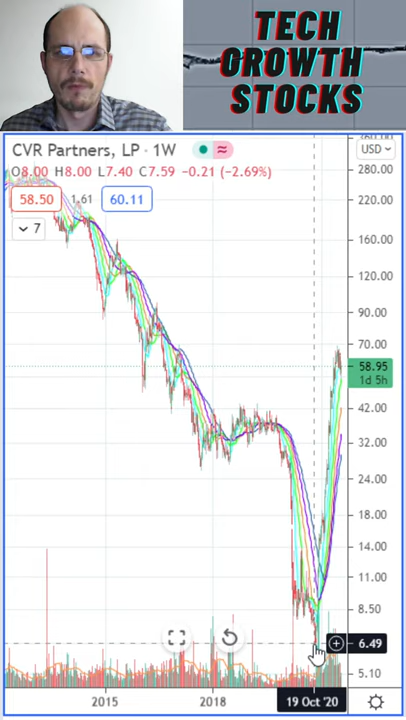 TECH
GROWTH
STOCKS
CVR Partners, LP · 1W
O8.00 H8.00 L7.40 C7.59 −0.21 (−2.69%)
58.50 1.61 60.11
7
USD
280.00
220.00
160.00
120.00
90.00
70.00
58.95
1d 5h
42.00
32.00
24.00
18.00
14.00
11.00
8.50
6.49
5.10
2015 2018 19 Oct '20